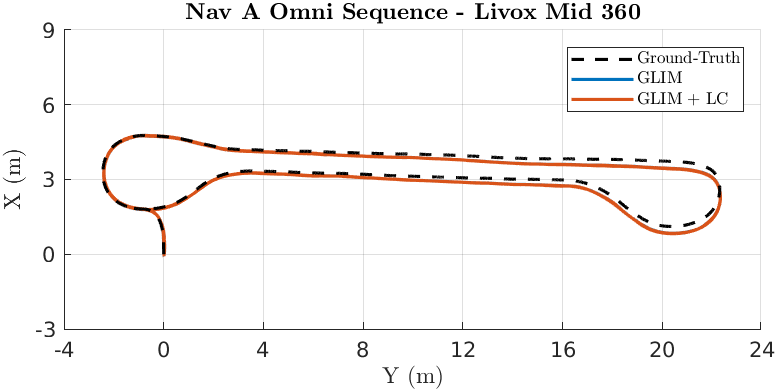 Nav A Omni Sequence - Livox Mid 360
Ground-Truth
GLIM
GLIM + LC
9
6
3
0
-3
X (m)
-4
0
4
8
12
16
20
24
Y (m)